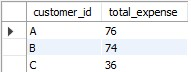 customer_id total_expense
A 76
B 74
C 36